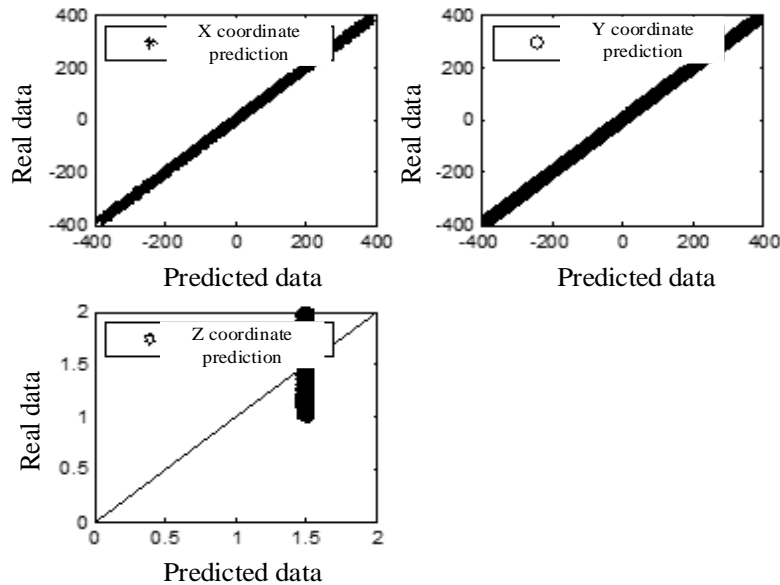 400
200
0
-200
-400
-400
-200
0
200
400
Real data
Predicted data
X coordinate
prediction
400
200
0
-200
-400
-400
-200
0
200
400
Real data
Predicted data
Y coordinate
prediction
2
1.5
1
0.5
0
0
0.5
1
1.5
2
Real data
Predicted data
Z coordinate
prediction